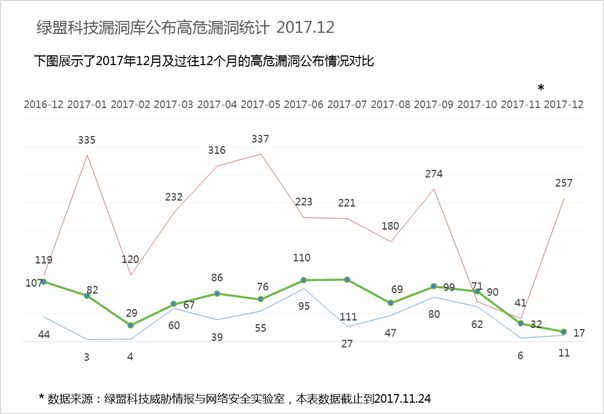 绿盟科技漏洞库公布高危漏洞统计 2017.12
下图展示了2017年12月及过往12个月的高危漏洞公布情况对比
*
2016-12 2017-01 2017-02 2017-03 2017-04 2017-05 2017-06 2017-07 2017-08 2017-09 2017-10 2017-11 2017-12
119 335 120 232 316 337 223 221 180 274 71 41 257
107 82 29 67 86 76 110 111 69 99 90 32 17
44 3 4 60 39 55 95 27 47 80 62 6 11
* 数据来源：绿盟科技威胁情报与网络安全实验室，本表数据截止到2017.11.24